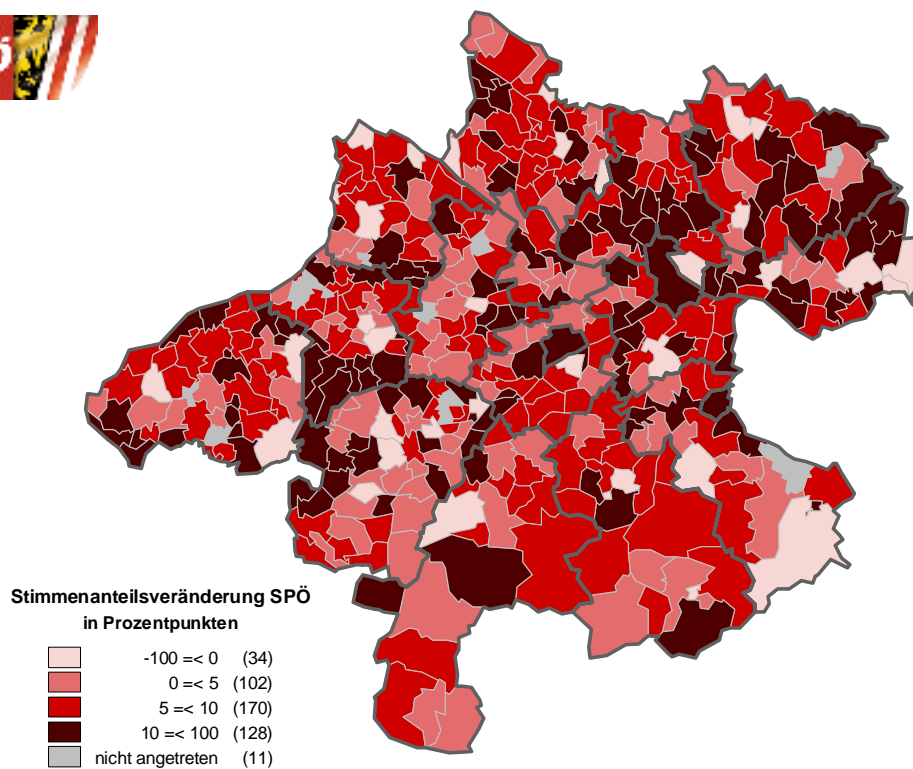 Stimmenanteilsveränderung SPÖ
in Prozentpunkten
-100 =< 0 (34)
0 =< 5 (102)
5 =< 10 (170)
10 =< 100 (128)
nicht angetreten (11)